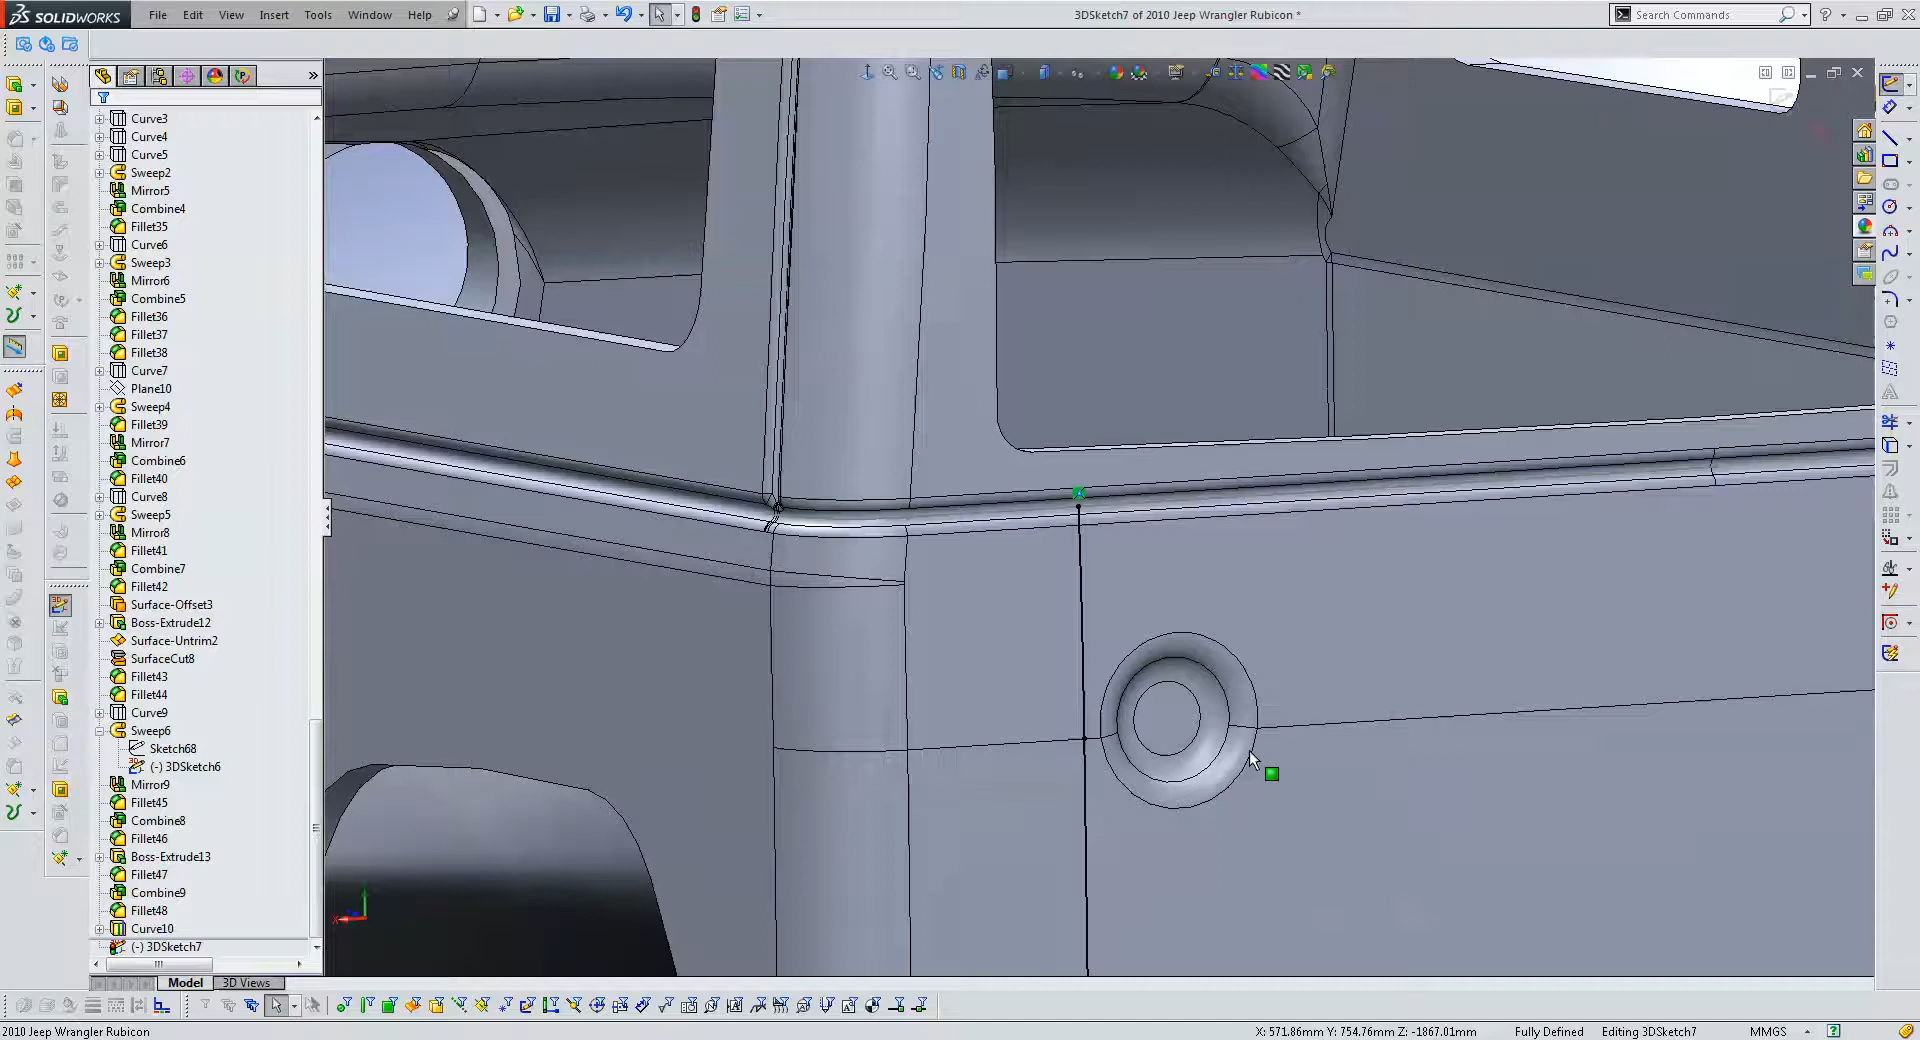 SOLIDWORKS
File Edit View Insert Tools Window Help
3DSketch7 of 2010 Jeep Wrangler Rubicon *
Search Commands
Curve3
Curve4
Curve5
Sweep2
Mirror5
Combine4
Fillet35
Curve6
Sweep3
Mirror6
Combine5
Fillet36
Fillet37
Fillet38
Curve7
Plane10
Sweep4
Fillet39
Mirror7
Combine6
Fillet40
Curve8
Sweep5
Mirror8
Fillet41
Combine7
Fillet42
Surface-Offset3
Boss-Extrude12
Surface-Untrim2
SurfaceCut8
Fillet43
Fillet44
Curve9
Sweep6
Sketch68
(-) 3DSketch6
Mirror9
Fillet45
Combine8
Fillet46
Boss-Extrude13
Fillet47
Combine9
Fillet48
Curve10
(-) 3DSketch7
Model 3D Views
2010 Jeep Wrangler Rubicon
X: 571.86mm Y: 754.76mm Z: -1867.01mm
Fully Defined
Editing 3DSketch7
MMGS